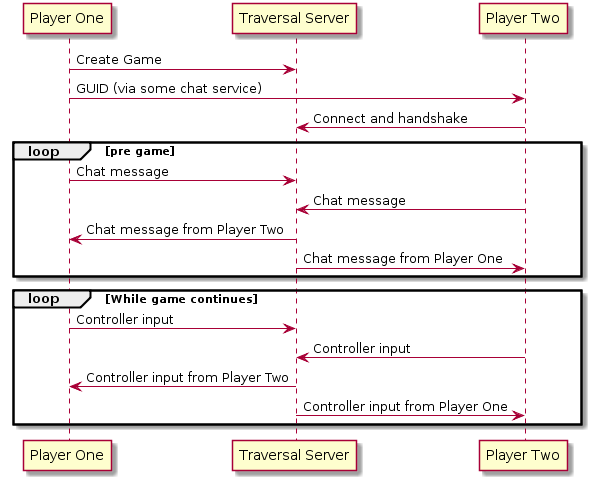 Player One
Traversal Server
Player Two
Create Game
GUID (via some chat service)
Connect and handshake
loop [pre game]
Chat message
Chat message
Chat message from Player Two
Chat message from Player One
loop [While game continues]
Controller input
Controller input
Controller input from Player Two
Controller input from Player One
Player One
Traversal Server
Player Two